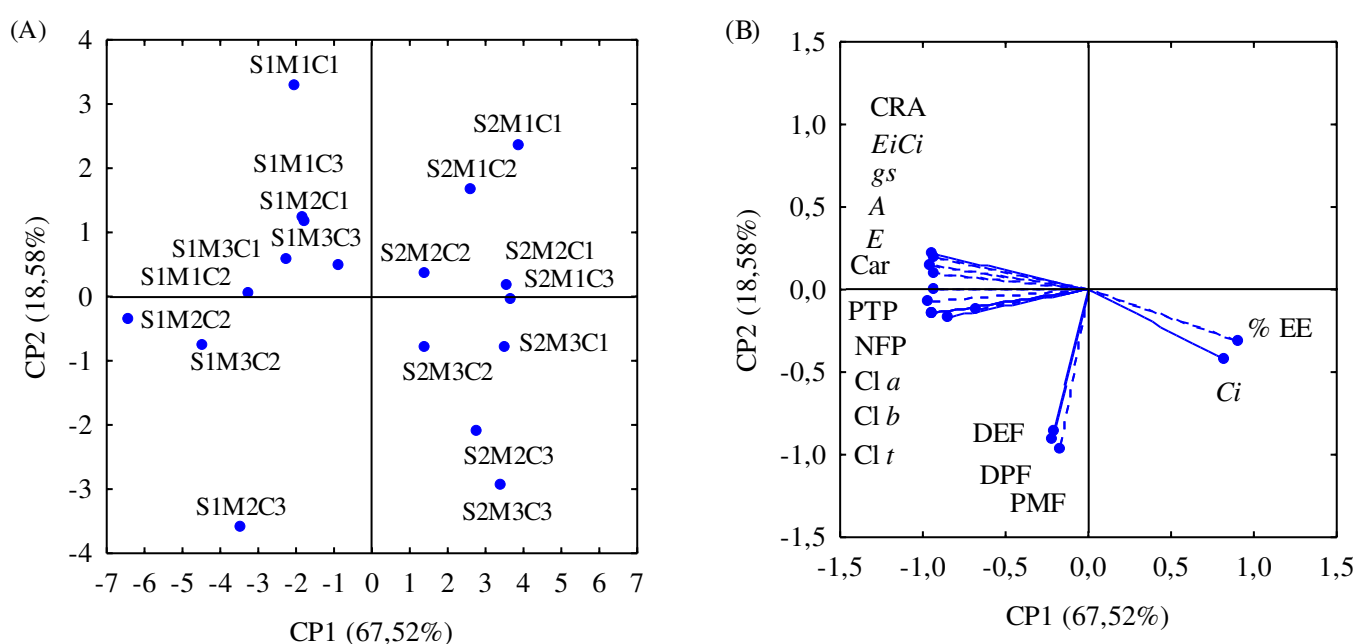 (A)
4
3
2
1
0
-1
-2
-3
-4
CP2 (18,58%)
S1M1C1
S2M1C1
S1M1C3
S2M1C2
S1M2C1
S1M3C1
S1M3C3
S2M2C2
S2M2C1
S1M1C2
S2M1C3
S1M2C2
S1M3C2
S2M3C1
S2M3C2
S2M2C3
S1M2C3
S2M3C3
-7 -6 -5 -4 -3 -2 -1 0 1 2 3 4 5 6 7
CP1 (67,52%)
(B)
1,5
1,0
0,5
0,0
-0,5
-1,0
-1,5
CP2 (18,58%)
CRA
EiCi
gs
A
E
Car
PTP
NFP
Cl a
Cl b
Cl t
% EE
Ci
DEF
DPF
PMF
-1,5 -1,0 -0,5 0,0 0,5 1,0 1,5
CP1 (67,52%)